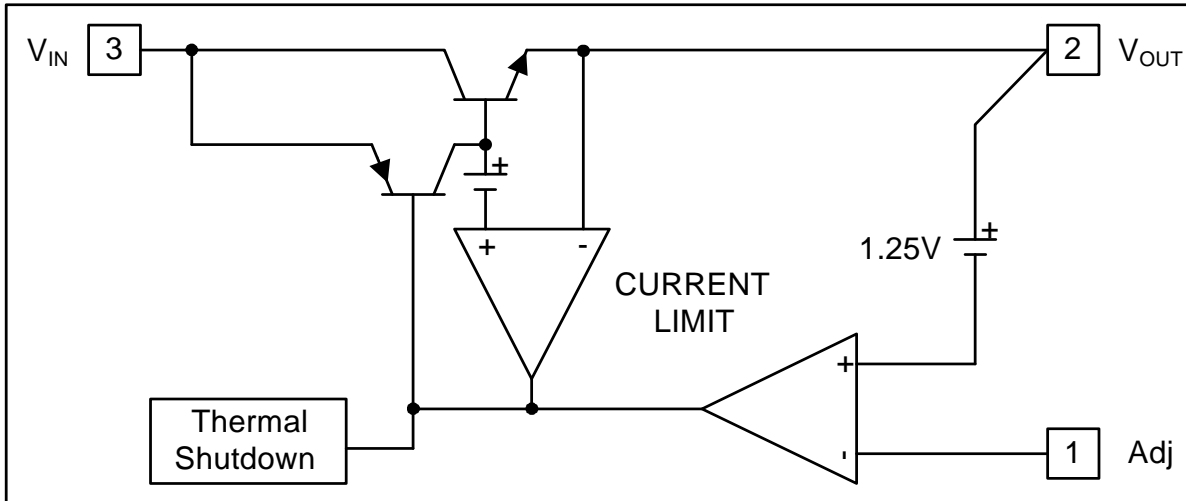 V_IN 3
2 V_OUT
+
+ -
1.25V +
CURRENT
LIMIT
+
Thermal
Shutdown
-
1 Adj